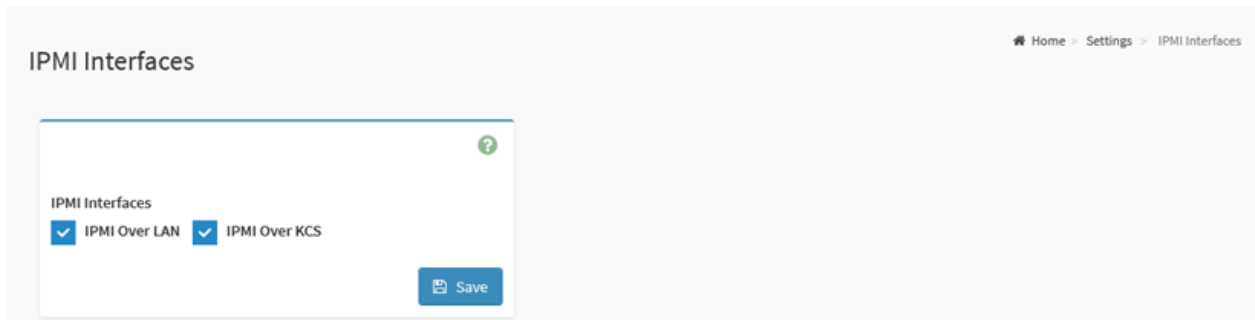 Home > Settings > IPMI Interfaces
IPMI Interfaces
IPMI Interfaces
IPMI Over LAN IPMI Over KCS
Save